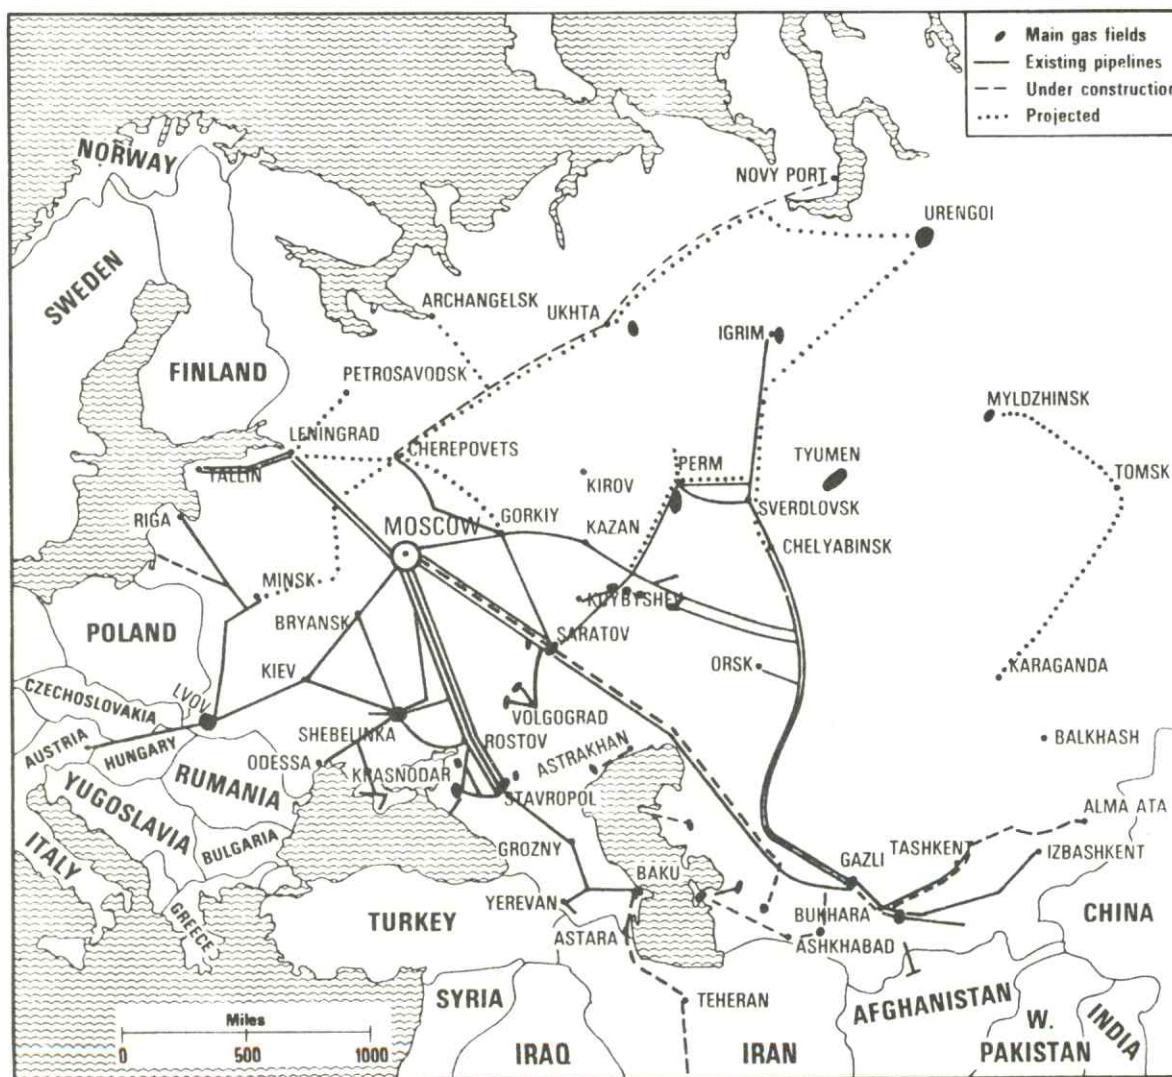 Main gas fields
Existing pipelines
Under construction
Projected
NORWAY
NOVY PORT
URENGOI
SWEDEN
ARCHANGELSK
UKHTA
IGRIM
FINLAND
PETROSAVODSK
MYLDZHINSK
LENINGRAD
CHEREPOVETS
TALLIN
PERM
TYUMEN
KIROV
TOMSK
SVERDLOVSK
RIGA
MOSCOW
GORKIY
KAZAN
CHELYABINSK
MINSK
KUYBYSHEV
POLAND
BRYANSK
SARATOV
ORSK
KARAGANDA
KIEV
LVOV
CZECHOSLOVAKIA
VOLGOGRAD
AUSTRIA
HUNGARY
SHEBELINKA
ROSTOV
BALKHASH
ODESSA
ASTRAKHAN
RUMANIA
KRASNODAR
STAVROPOL
YUGOSLAVIA
ALMA ATA
BULGARIA
ITALY
GROZNY
TASHKENT
IZBASHKENT
GAZLI
BAKU
YEREVAN
BUKHARA
GREECE
TURKEY
CHINA
ASTARA
ASHKHABAD
SYRIA
TEHERAN
AFGHANISTAN
Miles
0 500 1000
IRAQ
IRAN
W.
PAKISTAN
INDIA